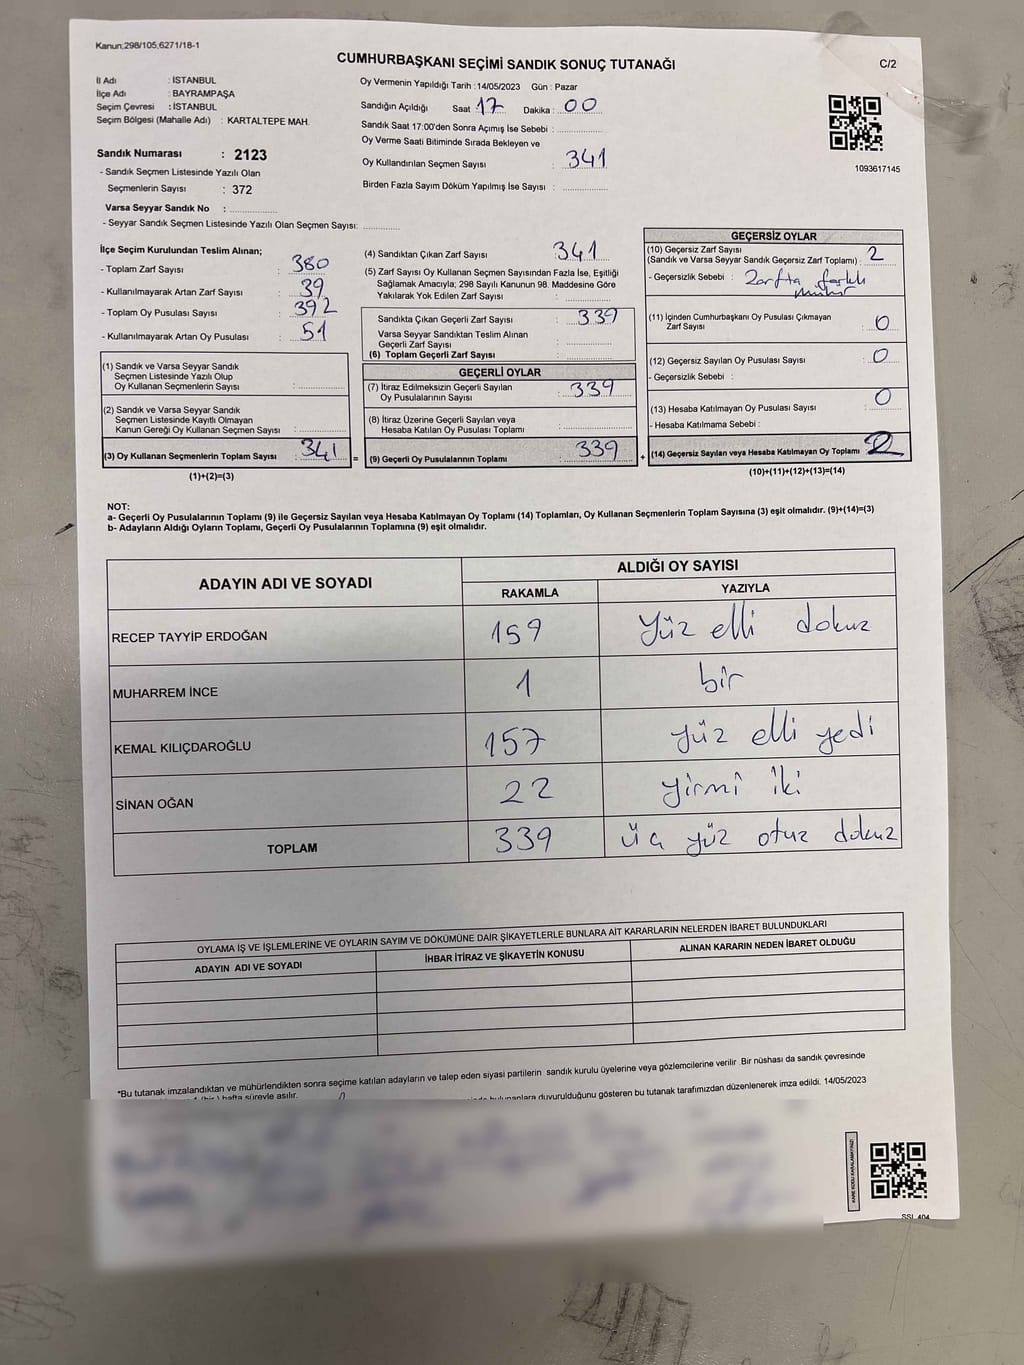 Kanun;298/105,6271/18-1
CUMHURBAŞKANI SEÇİMİ SANDIK SONUÇ TUTANAĞI
C/2
İl Adı : İSTANBUL
İlçe Adı : BAYRAMPAŞA
Seçim Çevresi : İSTANBUL
Seçim Bölgesi (Mahalle Adı) : KARTALTEPE MAH.
Oy Vermenin Yapıldığı Tarih : 14/05/2023 Gün : Pazar
Sandığın Açıldığı Saat 17 Dakika : 00
Sandık Saat 17:00'den Sonra Açımış İse Sebebi : ................
Oy Verme Saati Bitiminde Sırada Bekleyen ve
Oy Kullandırılan Seçmen Sayısı : 341
Birden Fazla Sayım Döküm Yapılmış İse Sayısı : ................
1093617145
Sandık Numarası : 2123
- Sandık Seçmen Listesinde Yazılı Olan
Seçmenlerin Sayısı : 372
Varsa Seyyar Sandık No : ................
- Seyyar Sandık Seçmen Listesinde Yazılı Olan Seçmen Sayısı: ................
İlçe Seçim Kurulundan Teslim Alınan;
- Toplam Zarf Sayısı : 380
- Kullanılmayarak Artan Zarf Sayısı : 39
- Toplam Oy Pusulası Sayısı : 392
- Kullanılmayarak Artan Oy Pusulası : 51
(1) Sandık ve Varsa Seyyar Sandık
Seçmen Listesinde Yazılı Olup
Oy Kullanan Seçmenlerin Sayısı : ................
(2) Sandık ve Varsa Seyyar Sandık
Seçmen Listesinde Kayıtlı Olmayan
Kanun Gereği Oy Kullanan Seçmen Sayısı : ................
(3) Oy Kullanan Seçmenlerin Toplam Sayısı : 341
(1)+(2)=(3)
(4) Sandıktan Çıkan Zarf Sayısı : 341
(5) Zarf Sayısı Oy Kullanan Seçmen Sayısından Fazla İse, Eşitliği
Sağlamak Amacıyla; 298 Sayılı Kanunun 98. Maddesine Göre
Yakılarak Yok Edilen Zarf Sayısı : ................
Sandıkta Çıkan Geçerli Zarf Sayısı : 339
Varsa Seyyar Sandıktan Teslim Alınan
Geçerli Zarf Sayısı : ................
(6) Toplam Geçerli Zarf Sayısı : ................
GEÇERLİ OYLAR
(7) İtiraz Edilmeksizin Geçerli Sayılan
Oy Pusulalarının Sayısı : 339
(8) İtiraz Üzerine Geçerli Sayılan veya
Hesaba Katılan Oy Pusulası Toplamı : ................
= (9) Geçerli Oy Pusulalarının Toplamı : 339
GEÇERSİZ OYLAR
(10) Geçersiz Zarf Sayısı
(Sandık ve Varsa Seyyar Sandık Geçersiz Zarf Toplamı) : 2
- Geçersizlik Sebebi : Zarfta farklı
mühür
(11) İçinden Cumhurbaşkanı Oy Pusulası Çıkmayan
Zarf Sayısı : 0
(12) Geçersiz Sayılan Oy Pusulası Sayısı : 0
- Geçersizlik Sebebi :
(13) Hesaba Katılmayan Oy Pusulası Sayısı : 0
- Hesaba Katılmama Sebebi :
+ (14) Geçersiz Sayılan veya Hesaba Katılmayan Oy Toplamı : 2
(10)+(11)+(12)+(13)=(14)
NOT:
a- Geçerli Oy Pusulalarının Toplamı (9) ile Geçersiz Sayılan veya Hesaba Katılmayan Oy Toplamı (14) Toplamları, Oy Kullanan Seçmenlerin Toplam Sayısına (3) eşit olmalıdır. (9)+(14)=(3)
b- Adayların Aldığı Oyların Toplamı, Geçerli Oy Pusulalarının Toplamına (9) eşit olmalıdır.
ADAYIN ADI VE SOYADI
ALDIĞI OY SAYISI
RAKAMLA YAZIYLA
RECEP TAYYİP ERDOĞAN 159 Yüz elli dokuz
MUHARREM İNCE 1 bir
KEMAL KILIÇDAROĞLU 157 yüz elli yedi
SİNAN OĞAN 22 yirmi iki
TOPLAM 339 üç yüz otuz dokuz
OYLAMA İŞ VE İŞLEMLERİNE VE OYLARIN SAYIM VE DÖKÜMÜNE DAİR ŞİKAYETLERLE BUNLARA AİT KARARLARIN NELERDEN İBARET BULUNDUKLARI
ADAYIN ADI VE SOYADI İHBAR İTİRAZ VE ŞİKAYETİN KONUSU ALINAN KARARIN NEDEN İBARET OLDUĞU
*Bu tutanak imzalandıktan ve mühürlendikten sonra seçime katılan adayların ve talep eden siyasi partilerin sandık kurulu üyelerine veya gözlemcilerine verilir .Bir nüshası da sandık çevresinde
hafta süreyle asılır. duyurulduğunu gösteren bu tutanak tarafımızdan düzenlenerek imza edildi. 14/05/2023